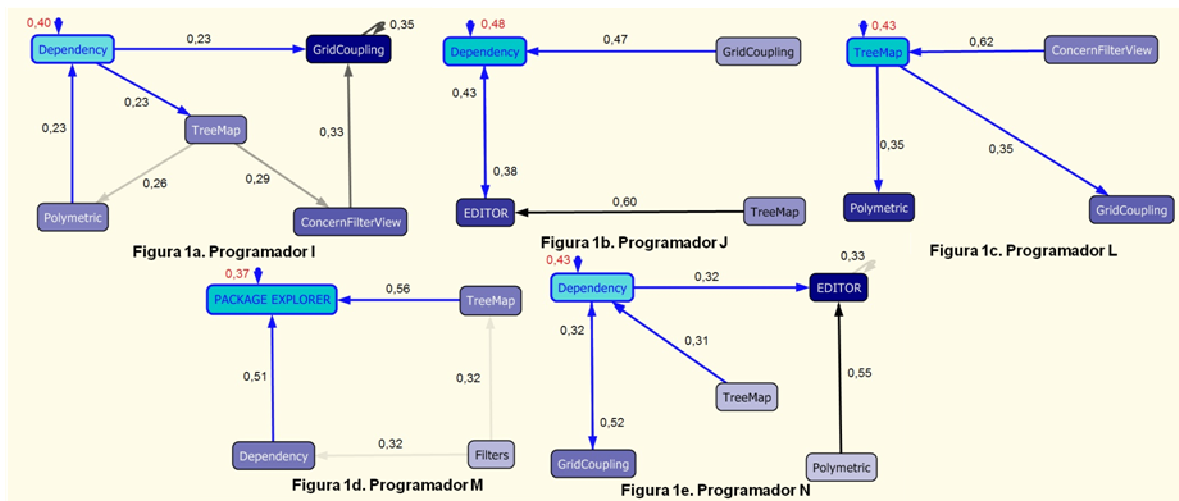 0,40
Dependency
0,23
GridCoupling
0,35
0,23
0,23
TreeMap
0,33
0,26
0,29
Polymetric
ConcernFilterView
Figura 1a. Programador I
0,48
Dependency
0,47
GridCoupling
0,43
0,38
EDITOR
0,60
TreeMap
Figura 1b. Programador J
0,43
TreeMap
0,62
ConcernFilterView
0,35
0,35
Polymetric
GridCoupling
Figura 1c. Programador L
0,37
PACKAGE EXPLORER
0,56
TreeMap
0,51
0,32
Dependency
0,32
Filters
Figura 1d. Programador M
0,43
Dependency
0,32
EDITOR
0,33
0,32
0,31
TreeMap
0,55
0,52
GridCoupling
Polymetric
Figura 1e. Programador N